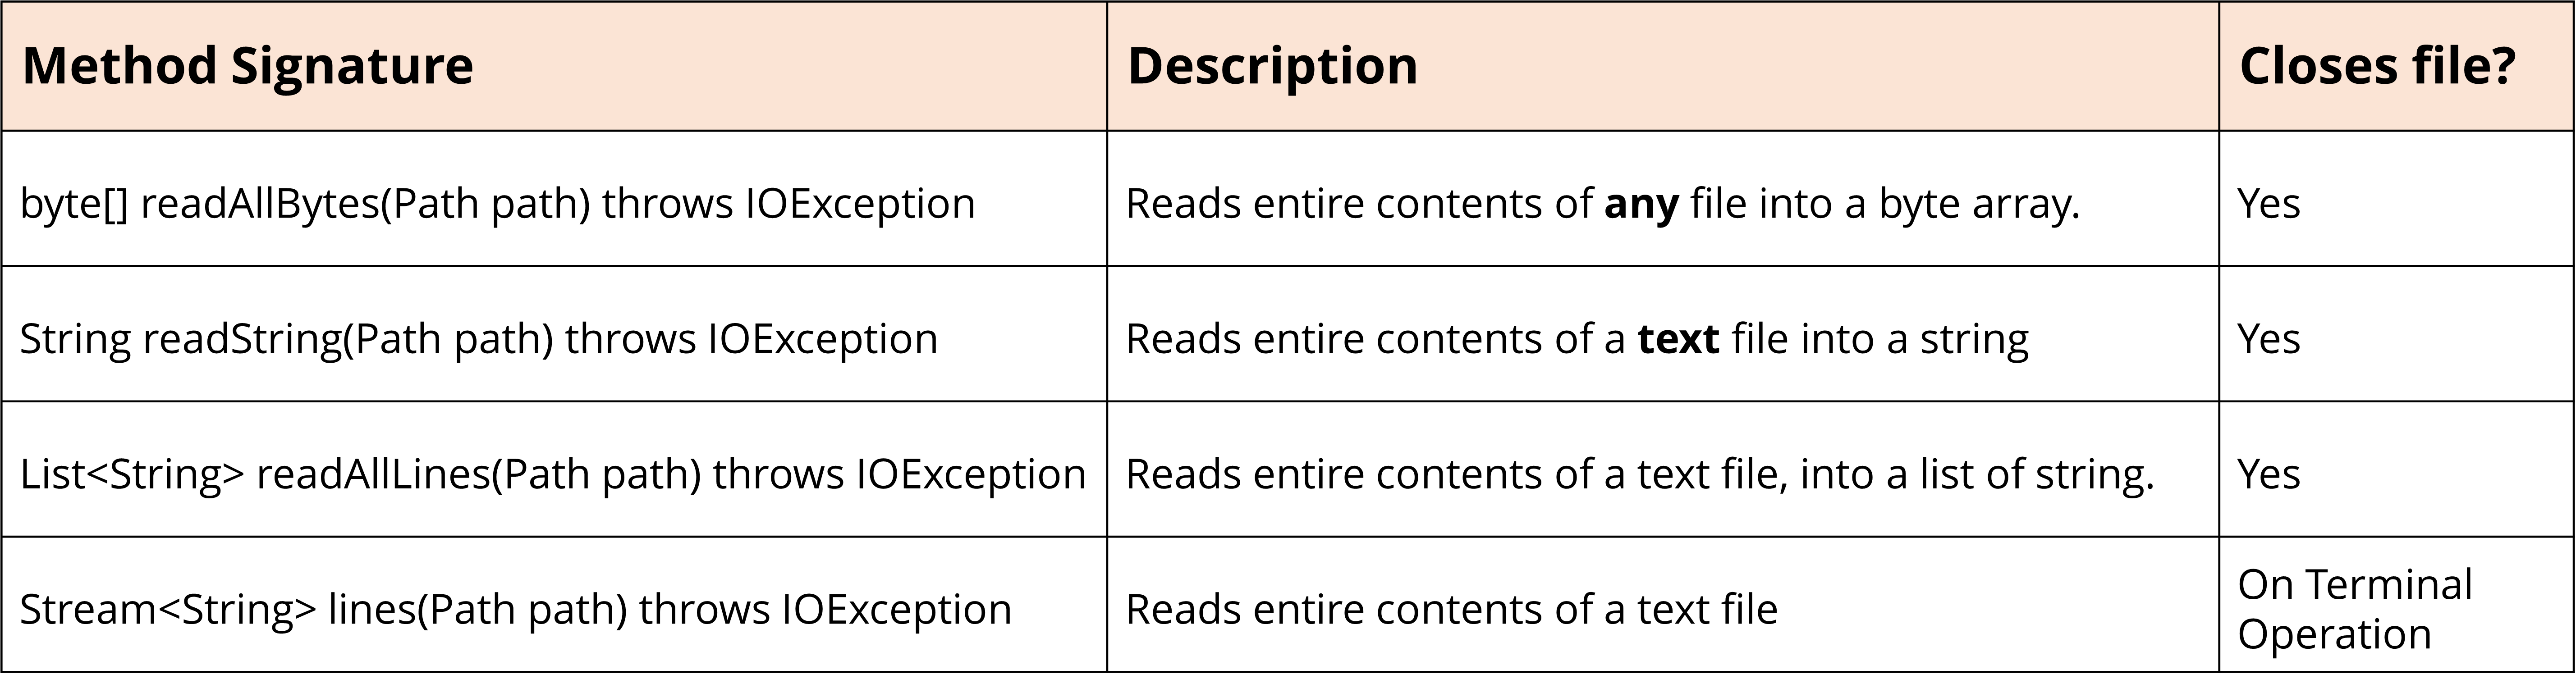 Method Signature
Description
Closes file?
byte[] readAllBytes(Path path) throws IOException
Reads entire contents of any file into a byte array.
Yes
String readString(Path path) throws IOException
Reads entire contents of a text file into a string
Yes
List<String> readAllLines(Path path) throws IOException
Reads entire contents of a text file, into a list of string.
Yes
Stream<String> lines(Path path) throws IOException
Reads entire contents of a text file
On Terminal
Operation